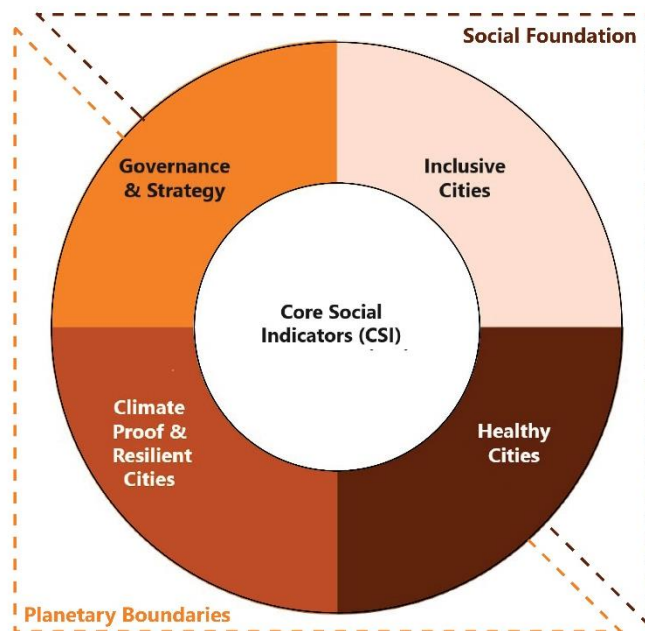 Social Foundation
Governance
& Strategy
Inclusive
Cities
Core Social
Indicators (CSI)
Climate
Proof &
Resilient
Cities
Healthy
Cities
Planetary Boundaries